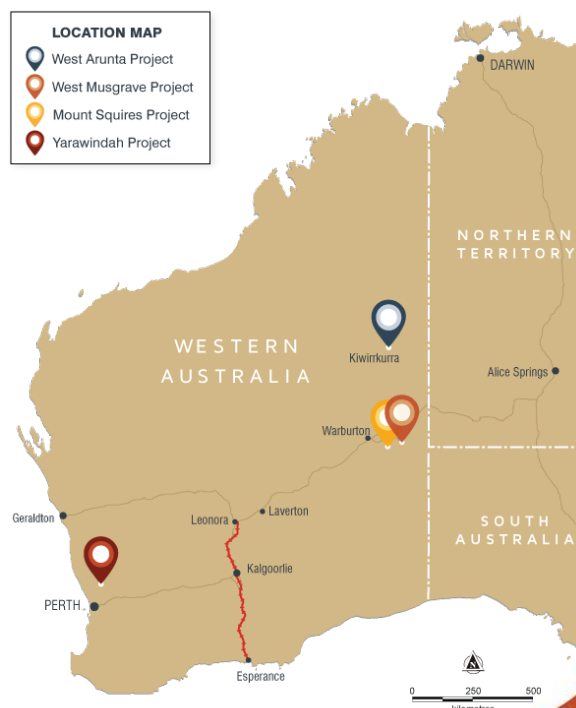 LOCATION MAP
West Arunta Project
West Musgrave Project
Mount Squires Project
Yarawindah Project
DARWIN
NORTHERN
TERRITORY
WESTERN
AUSTRALIA
Kiwirrkurra
Alice Springs
Warburton
Laverton
Leonora
Geraldton
SOUTH
AUSTRALIA
Kalgoorlie
PERTH
Esperance
N
0 250 500
kilometres